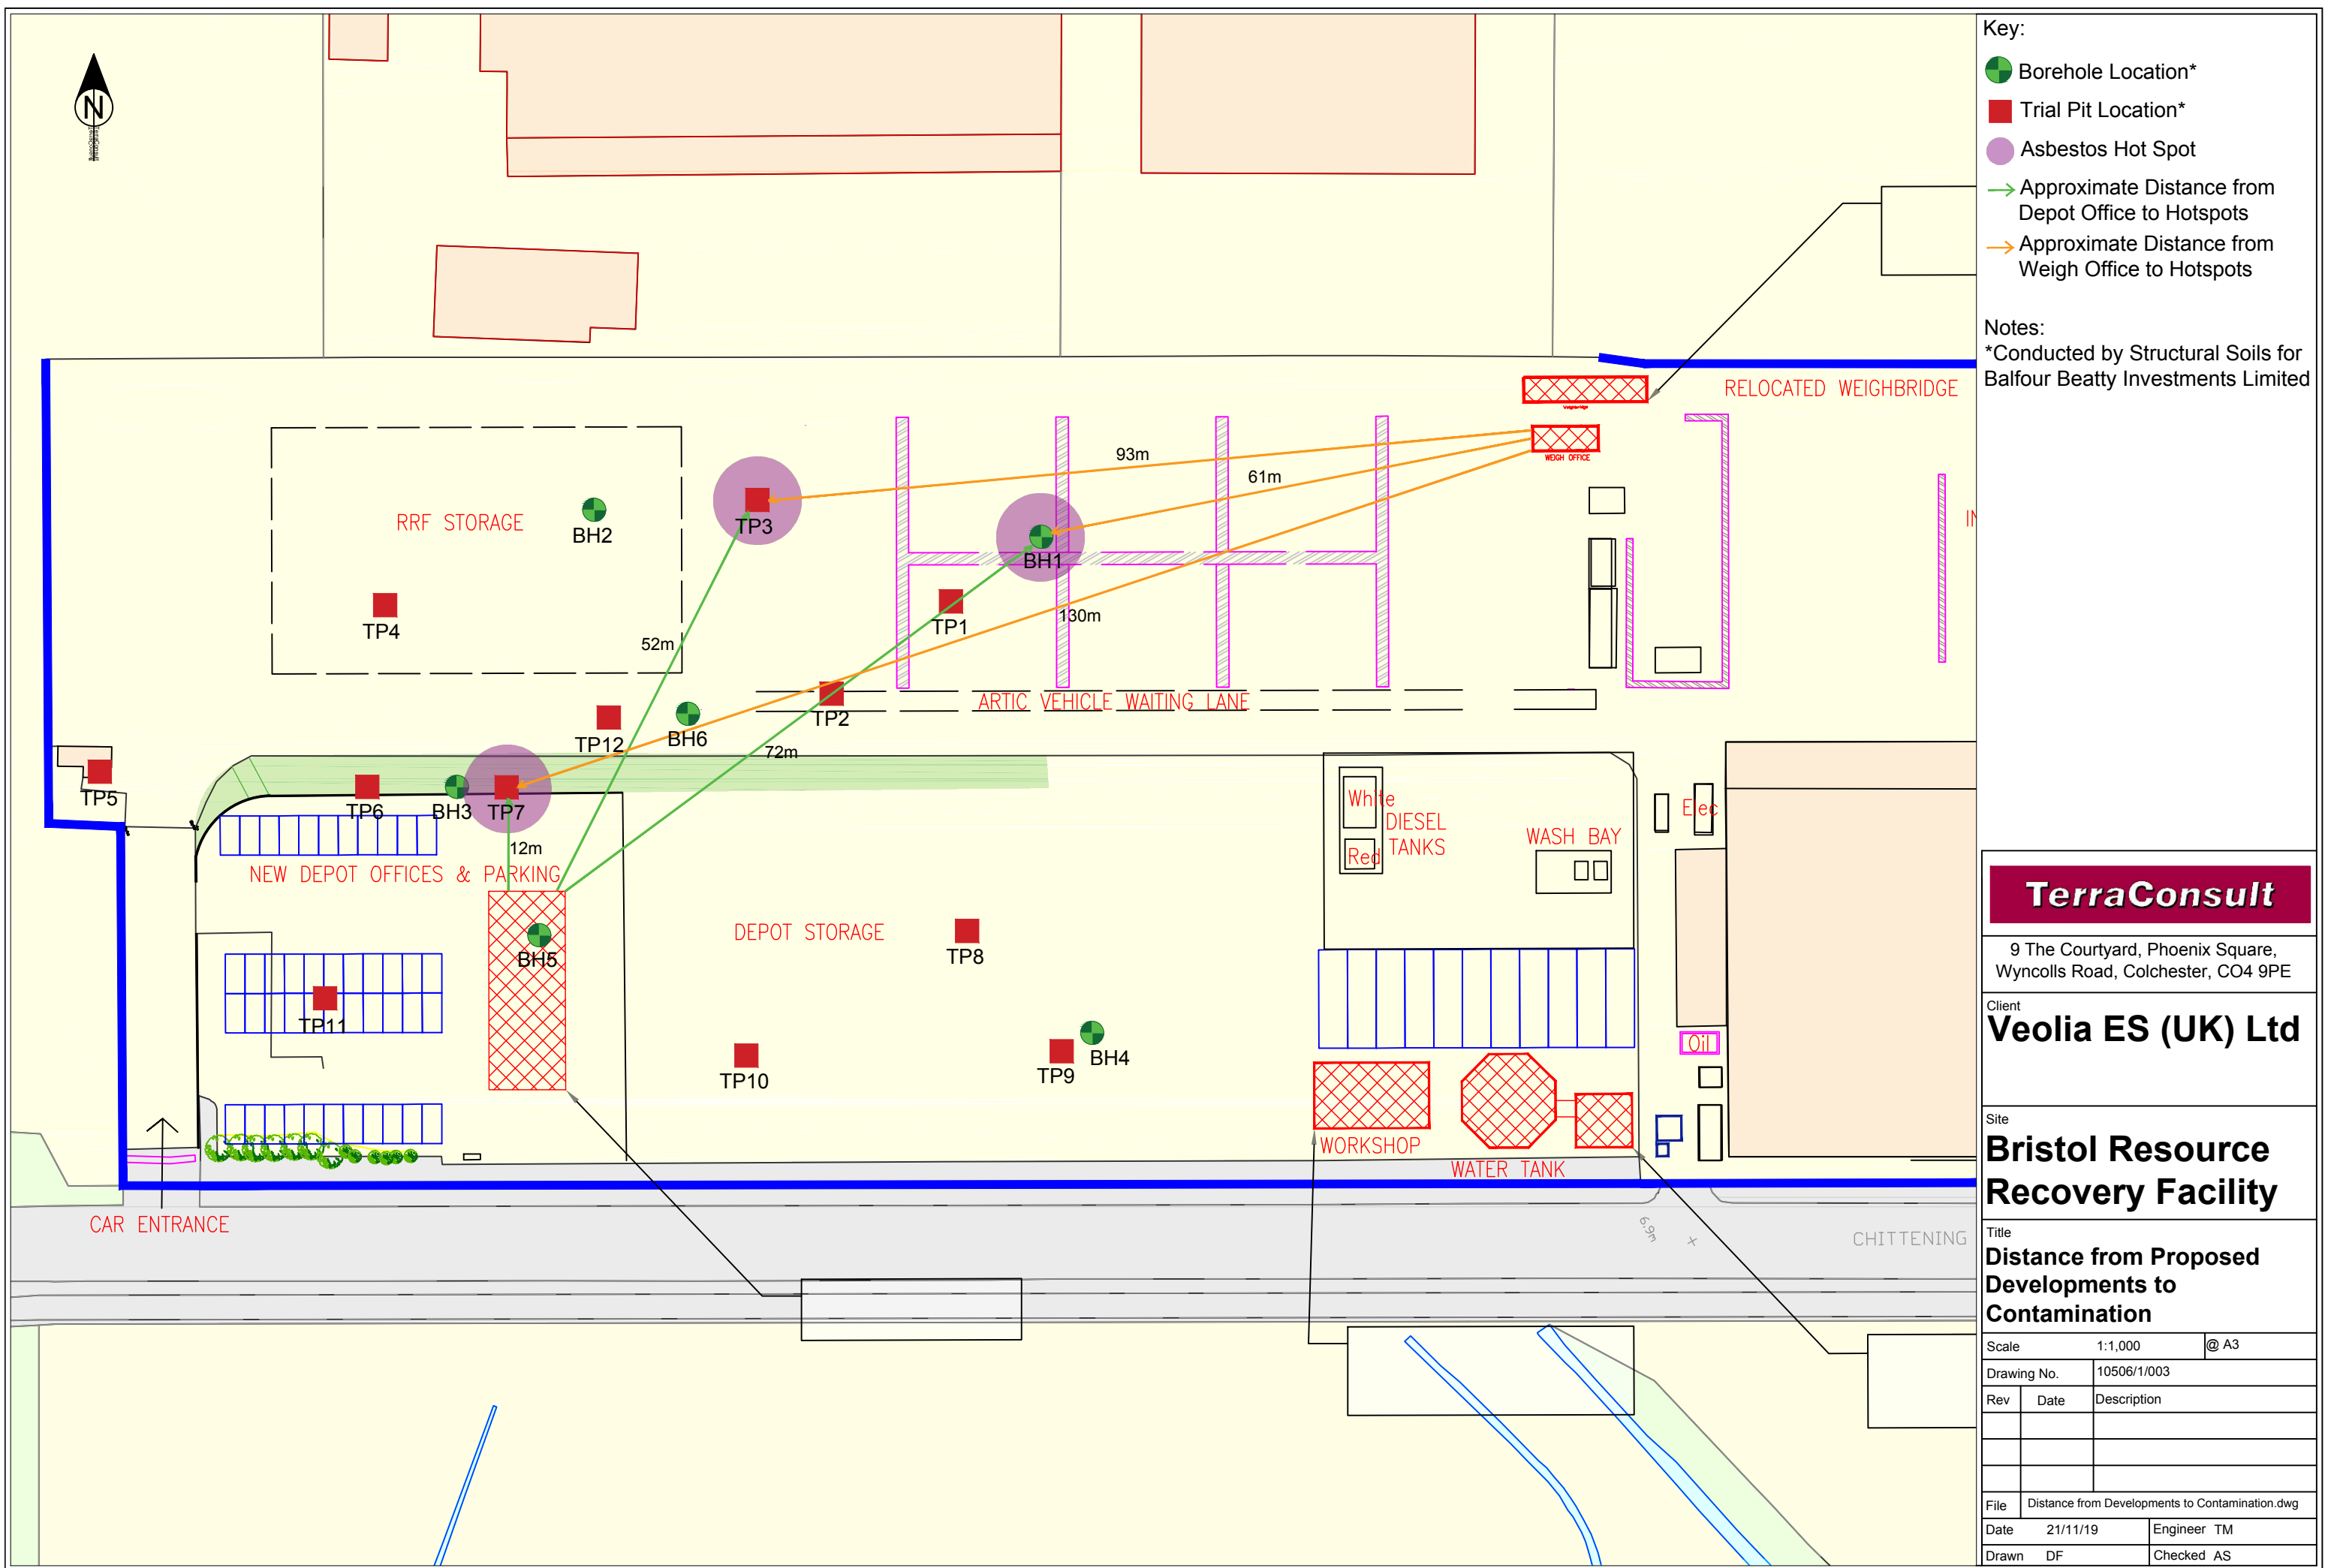 N
RELOCATED WEIGHBRIDGE
WEIGH OFFICE
93m
61m
RRF STORAGE
BH2
TP3
BH1
IN
TP4
TP1
130m
52m
ARTIC VEHICLE WAITING LANE
TP2
TP12
BH6
72m
TP5
TP6
BH3
TP7
White
DIESEL
TANKS
Red
WASH BAY
Elec
12m
NEW DEPOT OFFICES & PARKING
DEPOT STORAGE
BH5
TP8
TP11
TP10
TP9
BH4
Oil
WORKSHOP
WATER TANK
CAR ENTRANCE
6.9m
CHITTENING
Key:
Borehole Location*
Trial Pit Location*
Asbestos Hot Spot
Approximate Distance from
Depot Office to Hotspots
Approximate Distance from
Weigh Office to Hotspots
Notes:
*Conducted by Structural Soils for
Balfour Beatty Investments Limited
TerraConsult
9 The Courtyard, Phoenix Square,
Wyncolls Road, Colchester, CO4 9PE
Client
Veolia ES (UK) Ltd
Site
Bristol Resource
Recovery Facility
Title
Distance from Proposed
Developments to
Contamination
Scale 1:1,000 @ A3
Drawing No. 10506/1/003
Rev Date Description
File Distance from Developments to Contamination.dwg
Date 21/11/19 Engineer TM
Drawn DF Checked AS